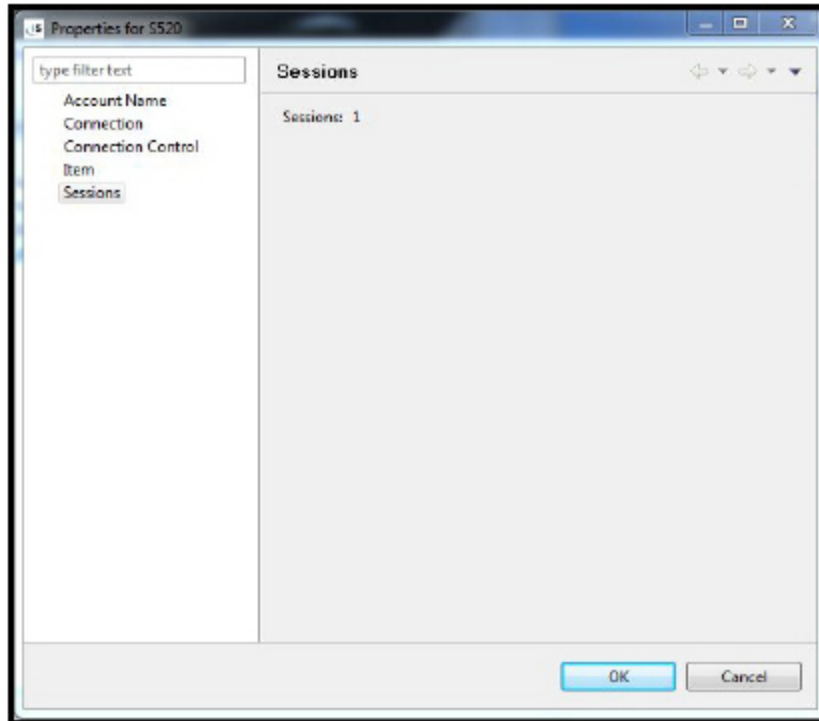 Properties for S520
type filter text
Account Name
Connection
Connection Control
Item
Sessions
Sessions
Sessions: 1
OK
Cancel